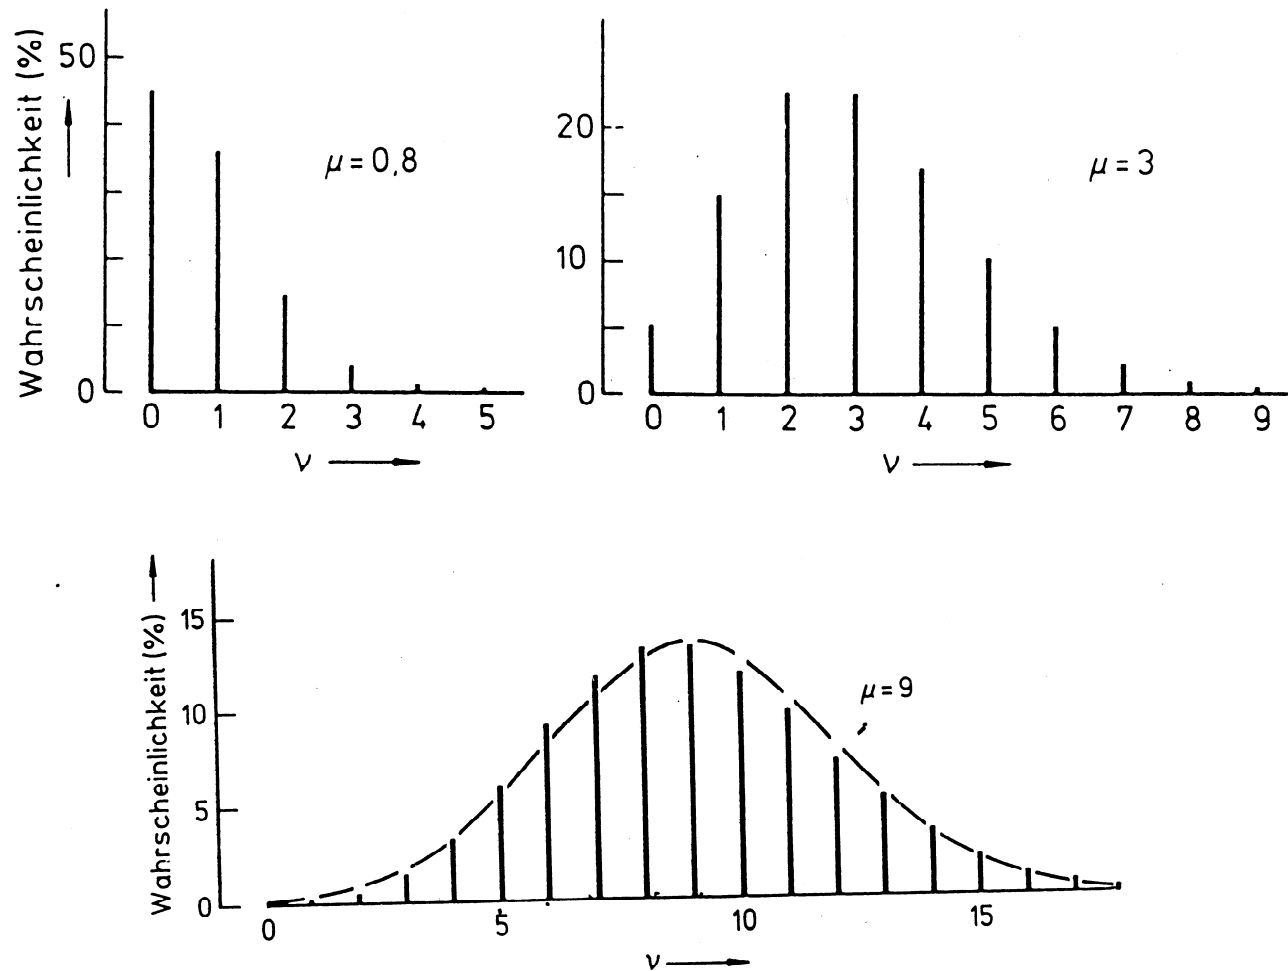 Wahrscheinlichkeit (%)
50
0
μ = 0,8
0 1 2 3 4 5
ν
20
10
0
μ = 3
0 1 2 3 4 5 6 7 8 9
ν
Wahrscheinlichkeit (%)
15
10
5
0
μ = 9
0 5 10 15
ν